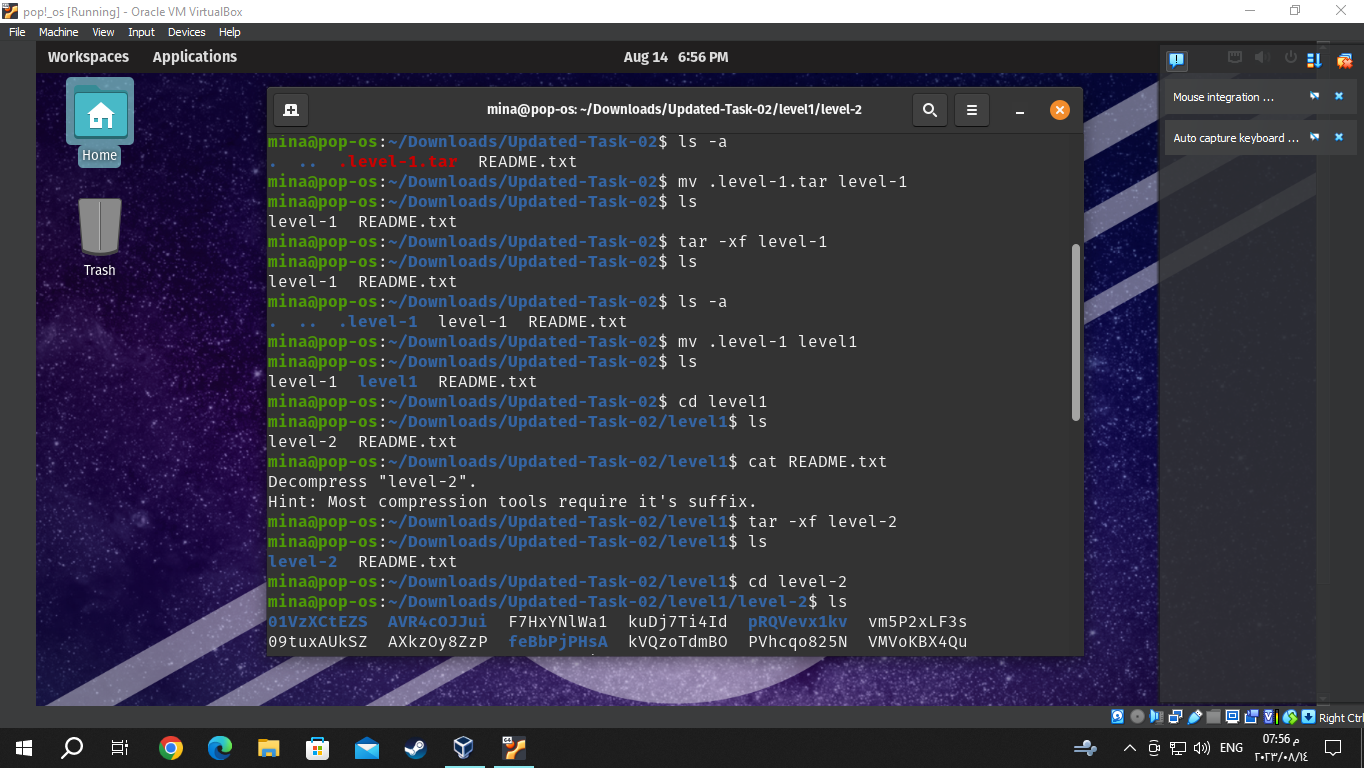 pop!_os [Running] - Oracle VM VirtualBox
File Machine View Input Devices Help
Workspaces Applications Aug 14 6:56 PM
Home
Trash
mina@pop-os: ~/Downloads/Updated-Task-02/level1/level-2
mina@pop-os:~/Downloads/Updated-Task-02$ ls -a
. .. .level-1.tar README.txt
mina@pop-os:~/Downloads/Updated-Task-02$ mv .level-1.tar level-1
mina@pop-os:~/Downloads/Updated-Task-02$ ls
level-1 README.txt
mina@pop-os:~/Downloads/Updated-Task-02$ tar -xf level-1
mina@pop-os:~/Downloads/Updated-Task-02$ ls
level-1 README.txt
mina@pop-os:~/Downloads/Updated-Task-02$ ls -a
. .. .level-1 level-1 README.txt
mina@pop-os:~/Downloads/Updated-Task-02$ mv .level-1 level1
mina@pop-os:~/Downloads/Updated-Task-02$ ls
level-1 level1 README.txt
mina@pop-os:~/Downloads/Updated-Task-02$ cd level1
mina@pop-os:~/Downloads/Updated-Task-02/level1$ ls
level-2 README.txt
mina@pop-os:~/Downloads/Updated-Task-02/level1$ cat README.txt
Decompress "level-2".
Hint: Most compression tools require it's suffix.
mina@pop-os:~/Downloads/Updated-Task-02/level1$ tar -xf level-2
mina@pop-os:~/Downloads/Updated-Task-02/level1$ ls
level-2 README.txt
mina@pop-os:~/Downloads/Updated-Task-02/level1$ cd level-2
mina@pop-os:~/Downloads/Updated-Task-02/level1/level-2$ ls
01VzXCtEZS AVR4cOJJui F7HxYNlWa1 kuDj7Ti4Id pRQVevx1kv vm5P2xLF3s
09tuxAUkSZ AXkzOy8ZzP feBbPjPHsA kVQzoTdmBO PVhcqo825N VMVoKBX4Qu
Mouse integration ...
Auto capture keyboard ...
Right Ctrl
ENG
م 07:56
٢٠٢٣/٠٨/١٤